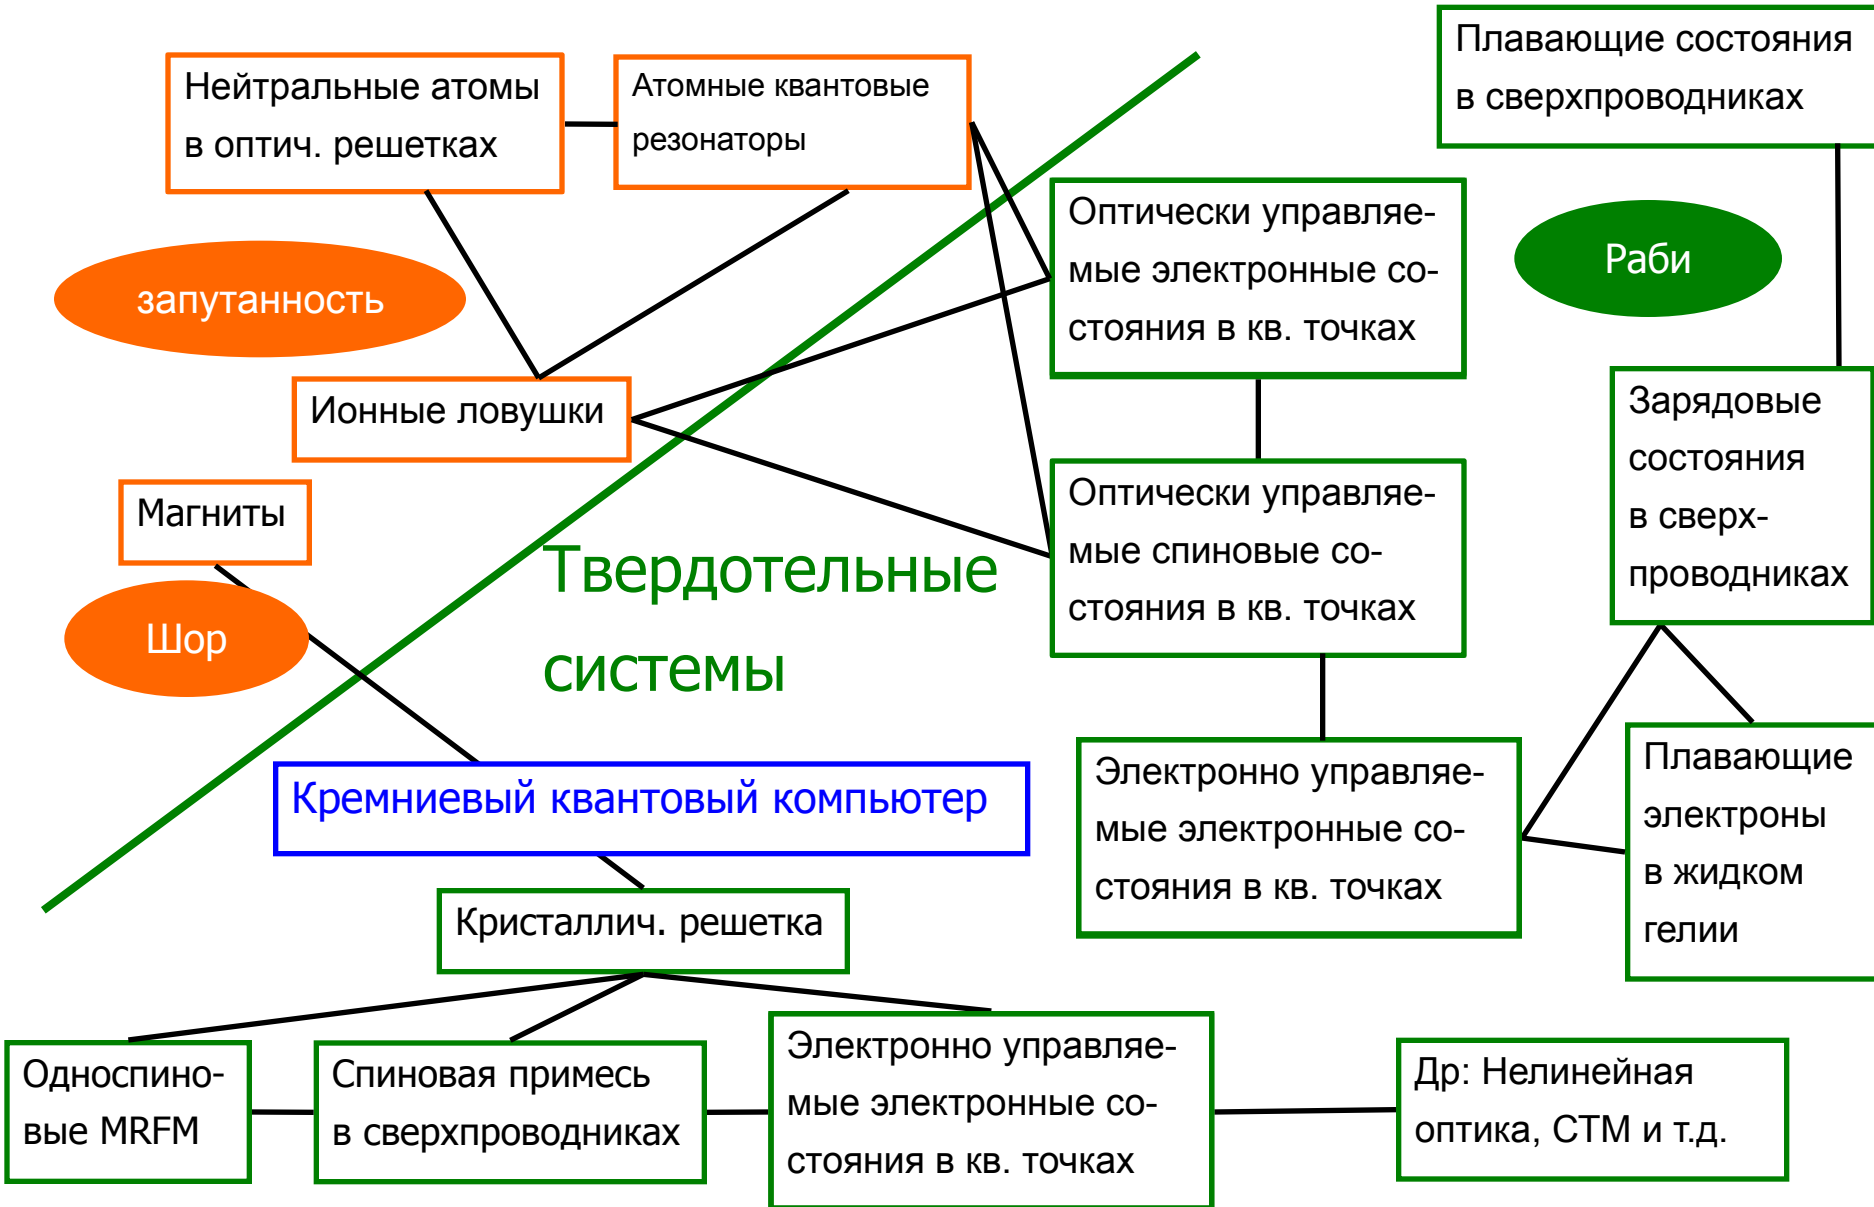 Плавающие состояния
в сверхпроводниках
Нейтральные атомы
в оптич. решетках
Атомные квантовые
резонаторы
Оптически управляе-
мые электронные со-
стояния в кв. точках
Раби
запутанность
Ионные ловушки
Зарядовые
состояния
в сверх-
проводниках
Магниты
Оптически управляе-
мые спиновые со-
стояния в кв. точках
Твердотельные
системы
Шор
Кремниевый квантовый компьютер
Электронно управляе-
мые электронные со-
стояния в кв. точках
Плавающие
электроны
в жидком
гелии
Кристаллич. решетка
Односпино-
вые MRFM
Спиновая примесь
в сверхпроводниках
Электронно управляе-
мые электронные со-
стояния в кв. точках
Др: Нелинейная
оптика, СТМ и т.д.